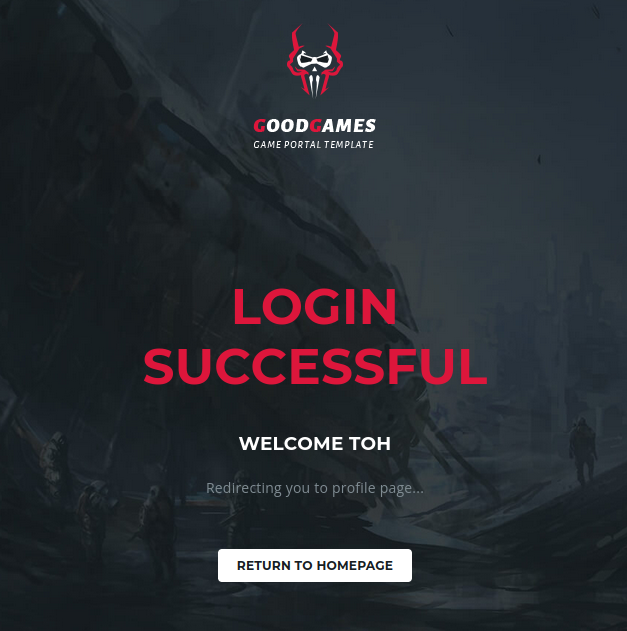 GOODGAMES
GAME PORTAL TEMPLATE
LOGIN
SUCCESSFUL
WELCOME TOH
Redirecting you to profile page...
RETURN TO HOMEPAGE